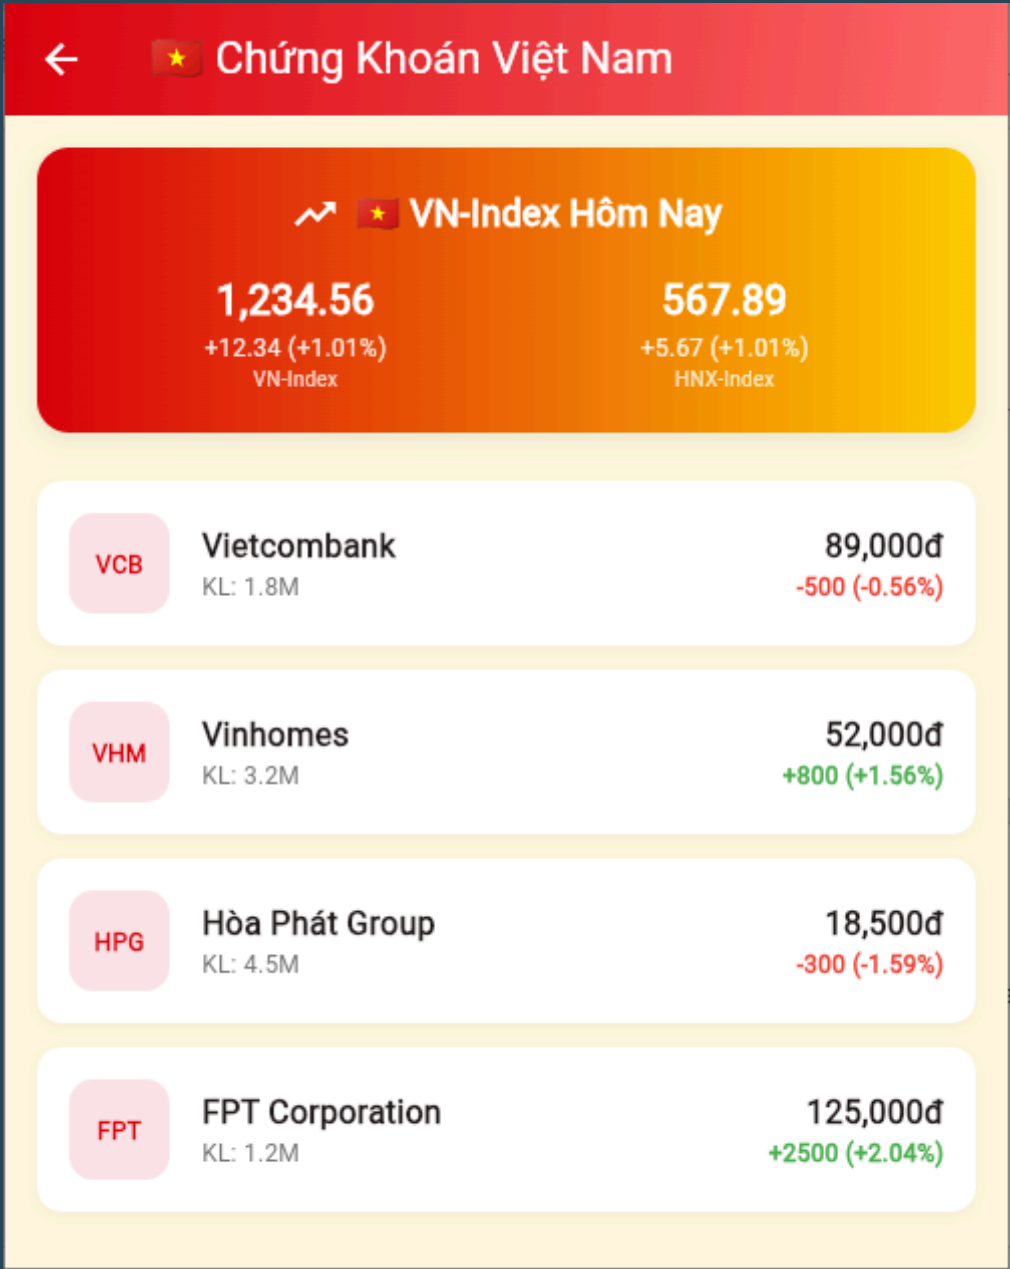 Chứng Khoán Việt Nam
VN-Index Hôm Nay
1,234.56
+12.34 (+1.01%)
VN-Index
567.89
+5.67 (+1.01%)
HNX-Index
VCB
Vietcombank
KL: 1.8M
89,000đ
-500 (-0.56%)
VHM
Vinhomes
KL: 3.2M
52,000đ
+800 (+1.56%)
HPG
Hòa Phát Group
KL: 4.5M
18,500đ
-300 (-1.59%)
FPT
FPT Corporation
KL: 1.2M
125,000đ
+2500 (+2.04%)